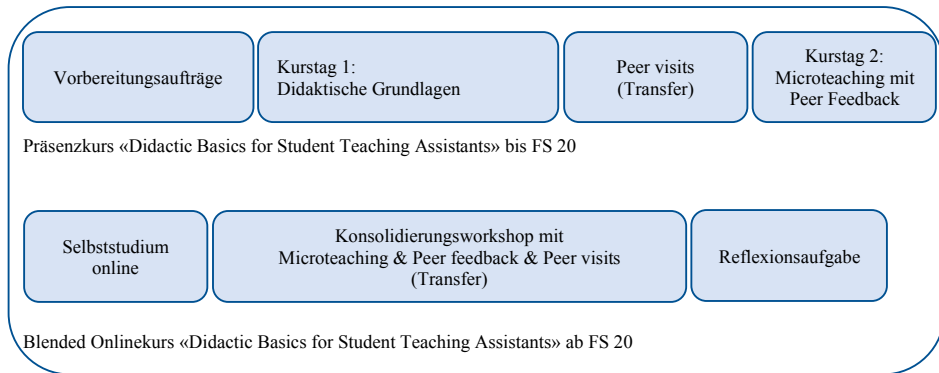 Vorbereitungsaufträge
Kurstag 1:
Didaktische Grundlagen
Peer visits
(Transfer)
Kurstag 2:
Microteaching mit
Peer Feedback
Präsenzkurs «Didactic Basics for Student Teaching Assistants» bis FS 20
Selbststudium
online
Konsolidierungsworkshop mit
Microteaching & Peer feedback & Peer visits
(Transfer)
Reflexionsaufgabe
Blended Onlinekurs «Didactic Basics for Student Teaching Assistants» ab FS 20